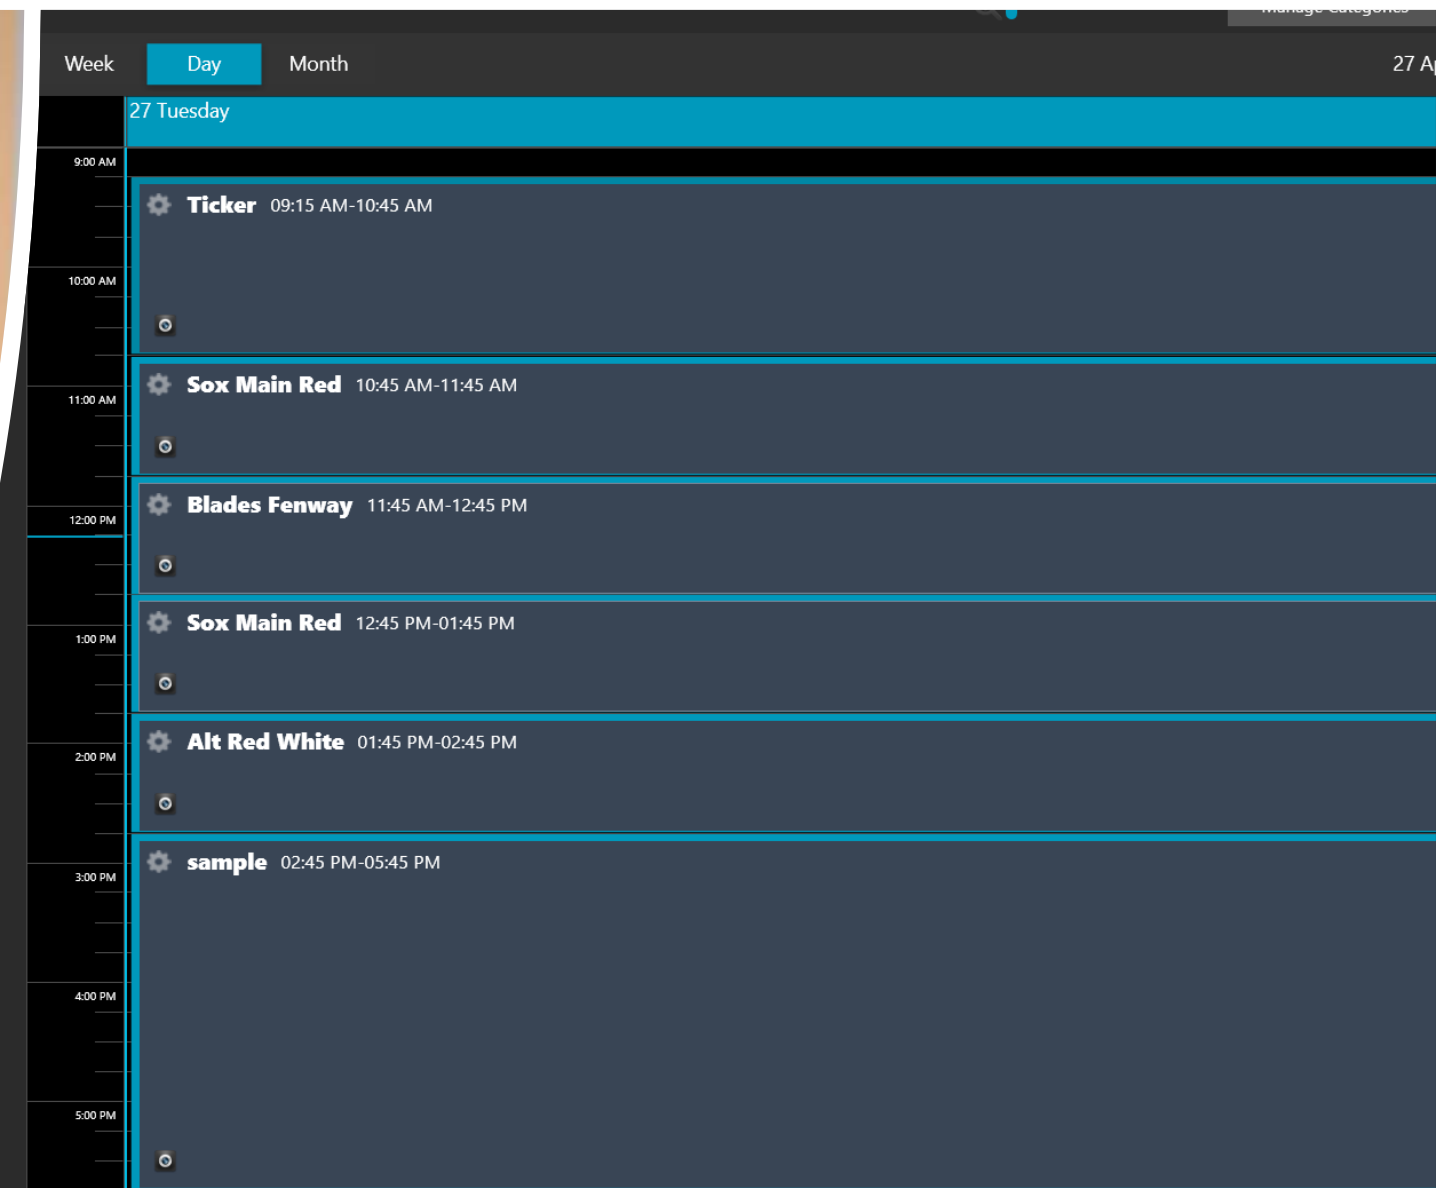 Manage Categories
Week Day Month 27 Ap
27 Tuesday
9:00 AM
Ticker 09:15 AM-10:45 AM
10:00 AM
Sox Main Red 10:45 AM-11:45 AM
11:00 AM
Blades Fenway 11:45 AM-12:45 PM
12:00 PM
Sox Main Red 12:45 PM-01:45 PM
1:00 PM
Alt Red White 01:45 PM-02:45 PM
2:00 PM
sample 02:45 PM-05:45 PM
3:00 PM
4:00 PM
5:00 PM